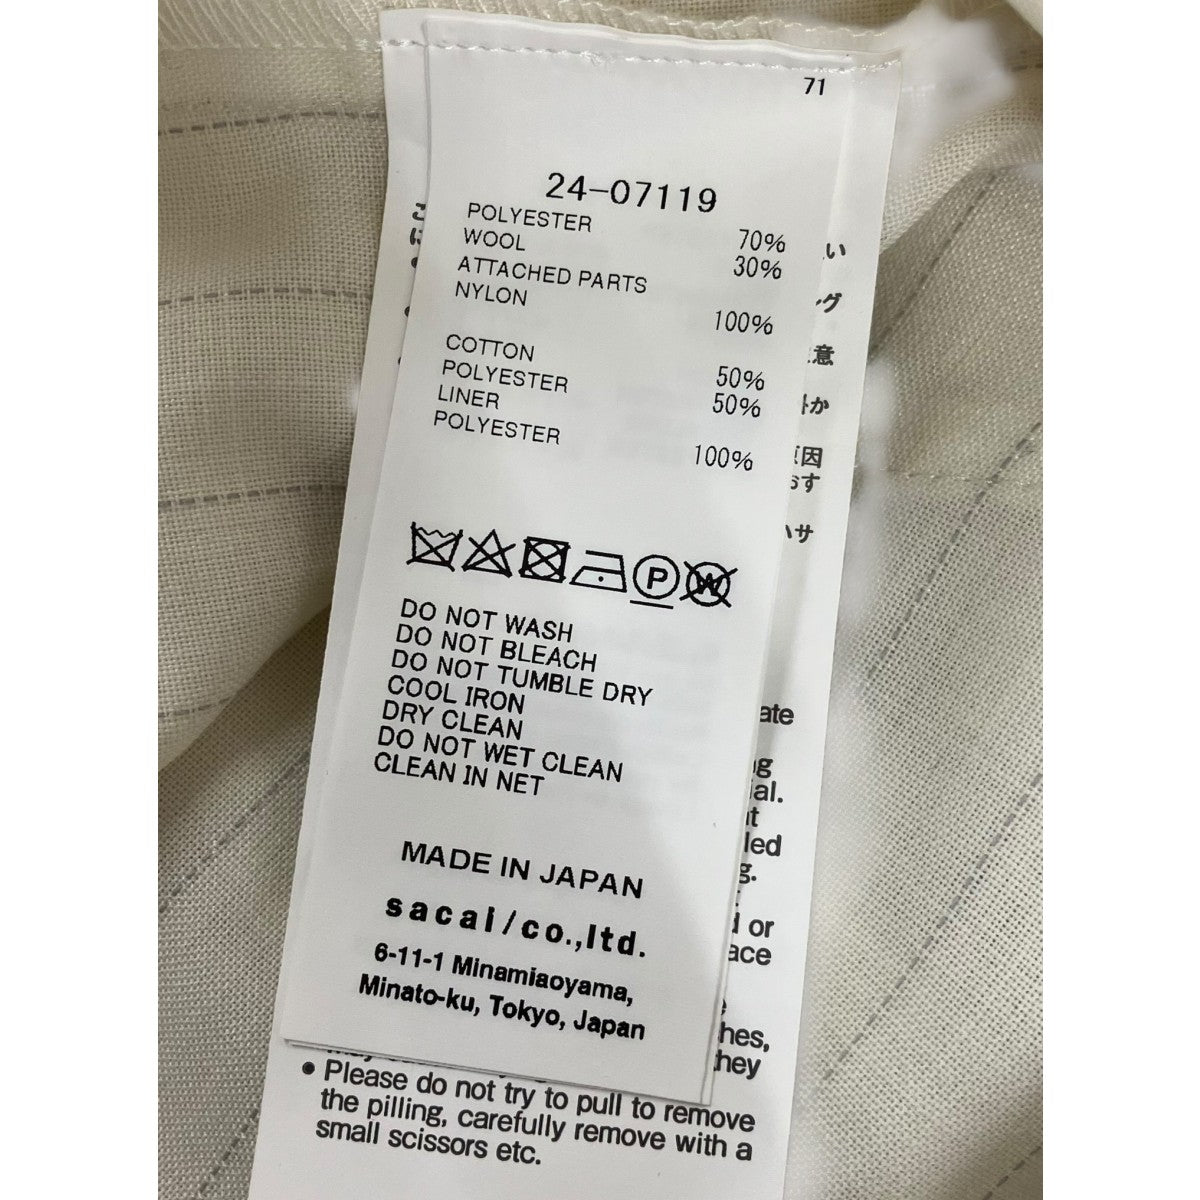 71
24-07119
POLYESTER 70%
WOOL 30%
ATTACHED PARTS
NYLON 100%
COTTON 50%
POLYESTER 50%
LINER
POLYESTER 100%
P
W
DO NOT WASH
DO NOT BLEACH
DO NOT TUMBLE DRY
COOL IRON
DRY CLEAN
DO NOT WET CLEAN
CLEAN IN NET
MADE IN JAPAN
sacai/co.,ltd.
6-11-1 Minamiaoyama,
Minato-ku, Tokyo, Japan
or
• Please do not try to pull to remove
the pilling, carefully remove with a
small scissors etc.